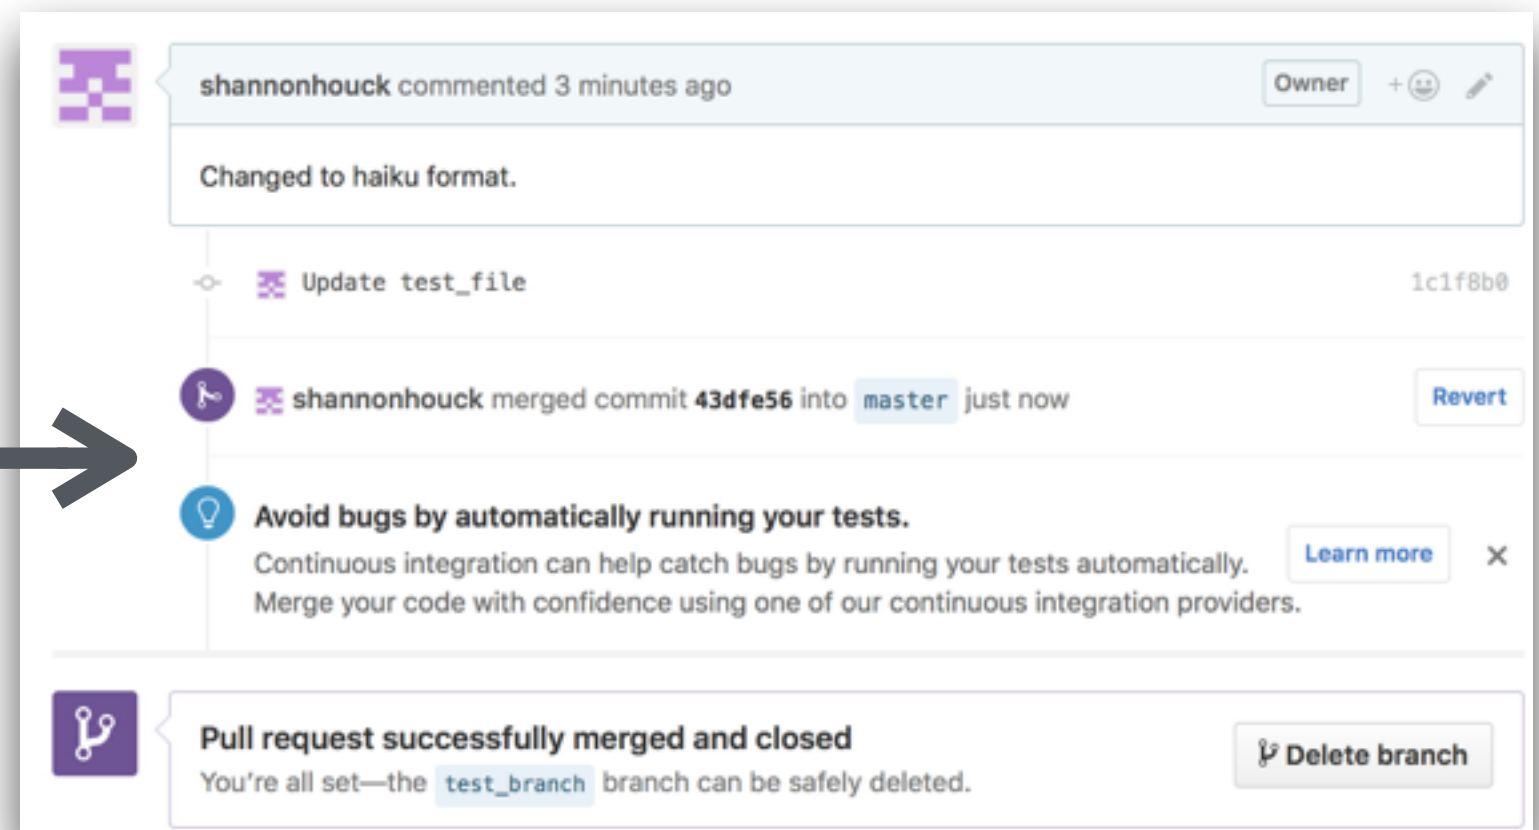 shannonhouck commented 3 minutes ago Owner
Changed to haiku format.
Update test_file 1c1f8b0
shannonhouck merged commit 43dfe56 into master just now Revert
Avoid bugs by automatically running your tests.
Continuous integration can help catch bugs by running your tests automatically. Learn more
Merge your code with confidence using one of our continuous integration providers.
Pull request successfully merged and closed
You're all set—the test_branch branch can be safely deleted.
Delete branch